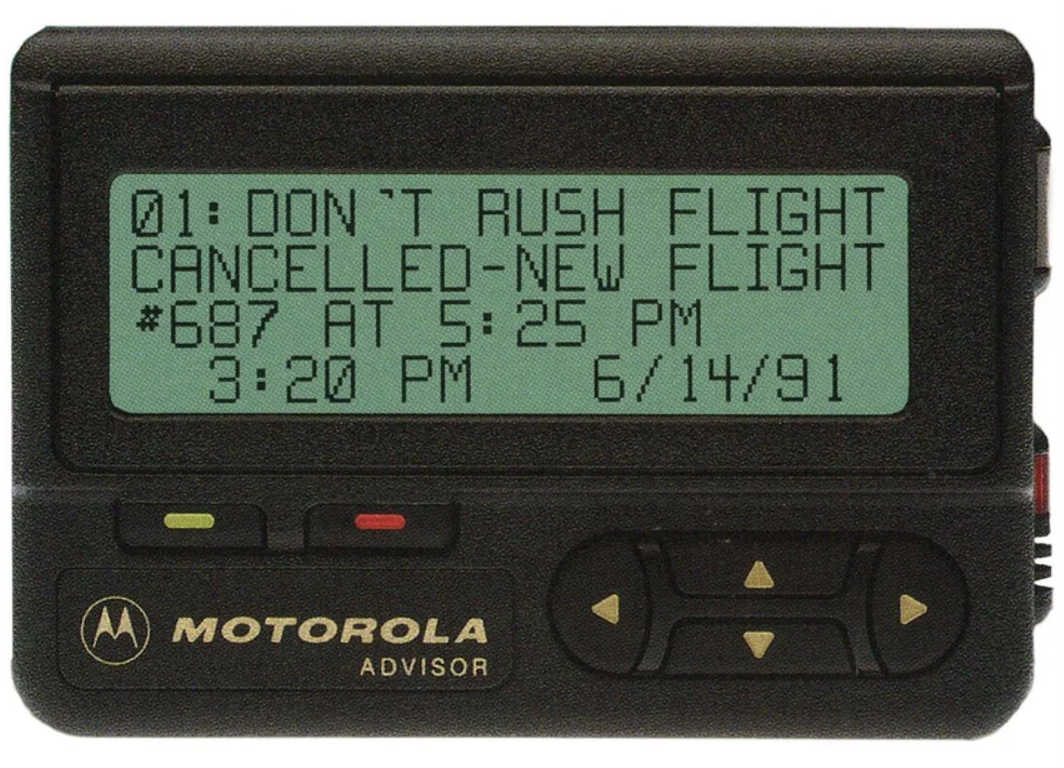 01: DON'T RUSH FLIGHT
CANCELLED-NEW FLIGHT
#687 AT 5:25 PM
3:20 PM 6/14/91
MOTOROLA
ADVISOR